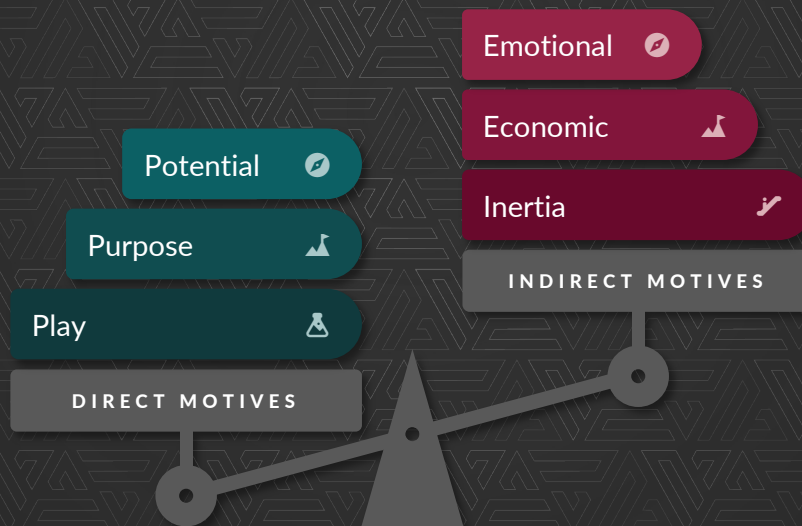 Potential
Purpose
Play
DIRECT MOTIVES
Emotional
Economic
Inertia
INDIRECT MOTIVES